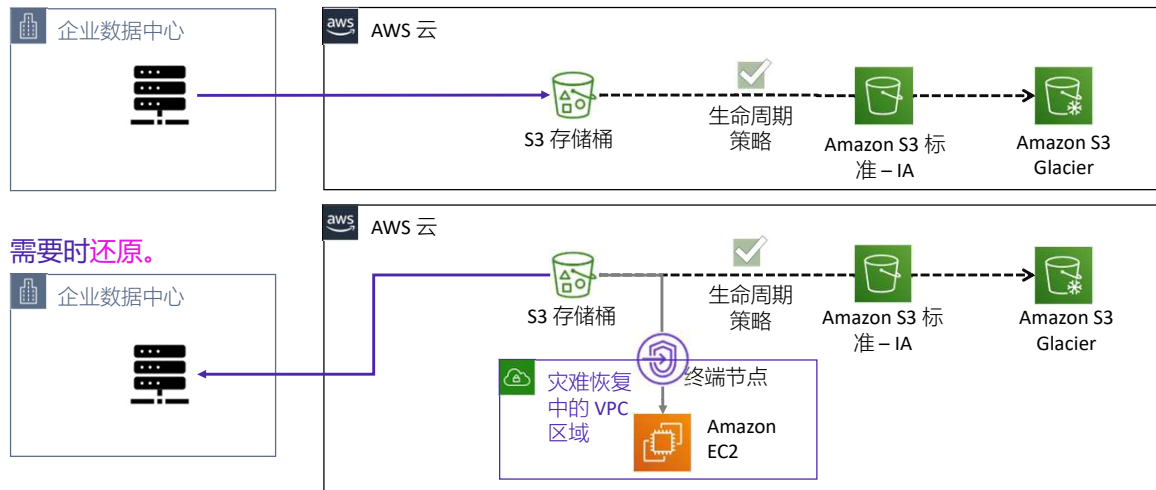 企业数据中心
aws
AWS 云
S3 存储桶
生命周期
策略
Amazon S3 标
准 – IA
Amazon S3
Glacier
需要时还原。
企业数据中心
aws
AWS 云
S3 存储桶
生命周期
策略
Amazon S3 标
准 – IA
Amazon S3
Glacier
终端节点
灾难恢复
中的 VPC
区域
Amazon
EC2